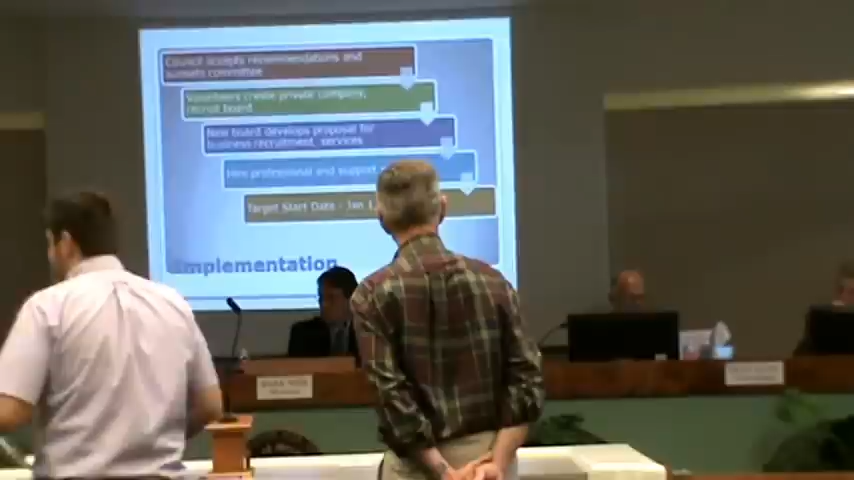 Council accepts recommendations and
sunsets committee
Volunteers create private company,
recruit board
New board develops proposal for
business recruitment, services
Hire professional and support
Target Start Date - Jan 1
Implementation